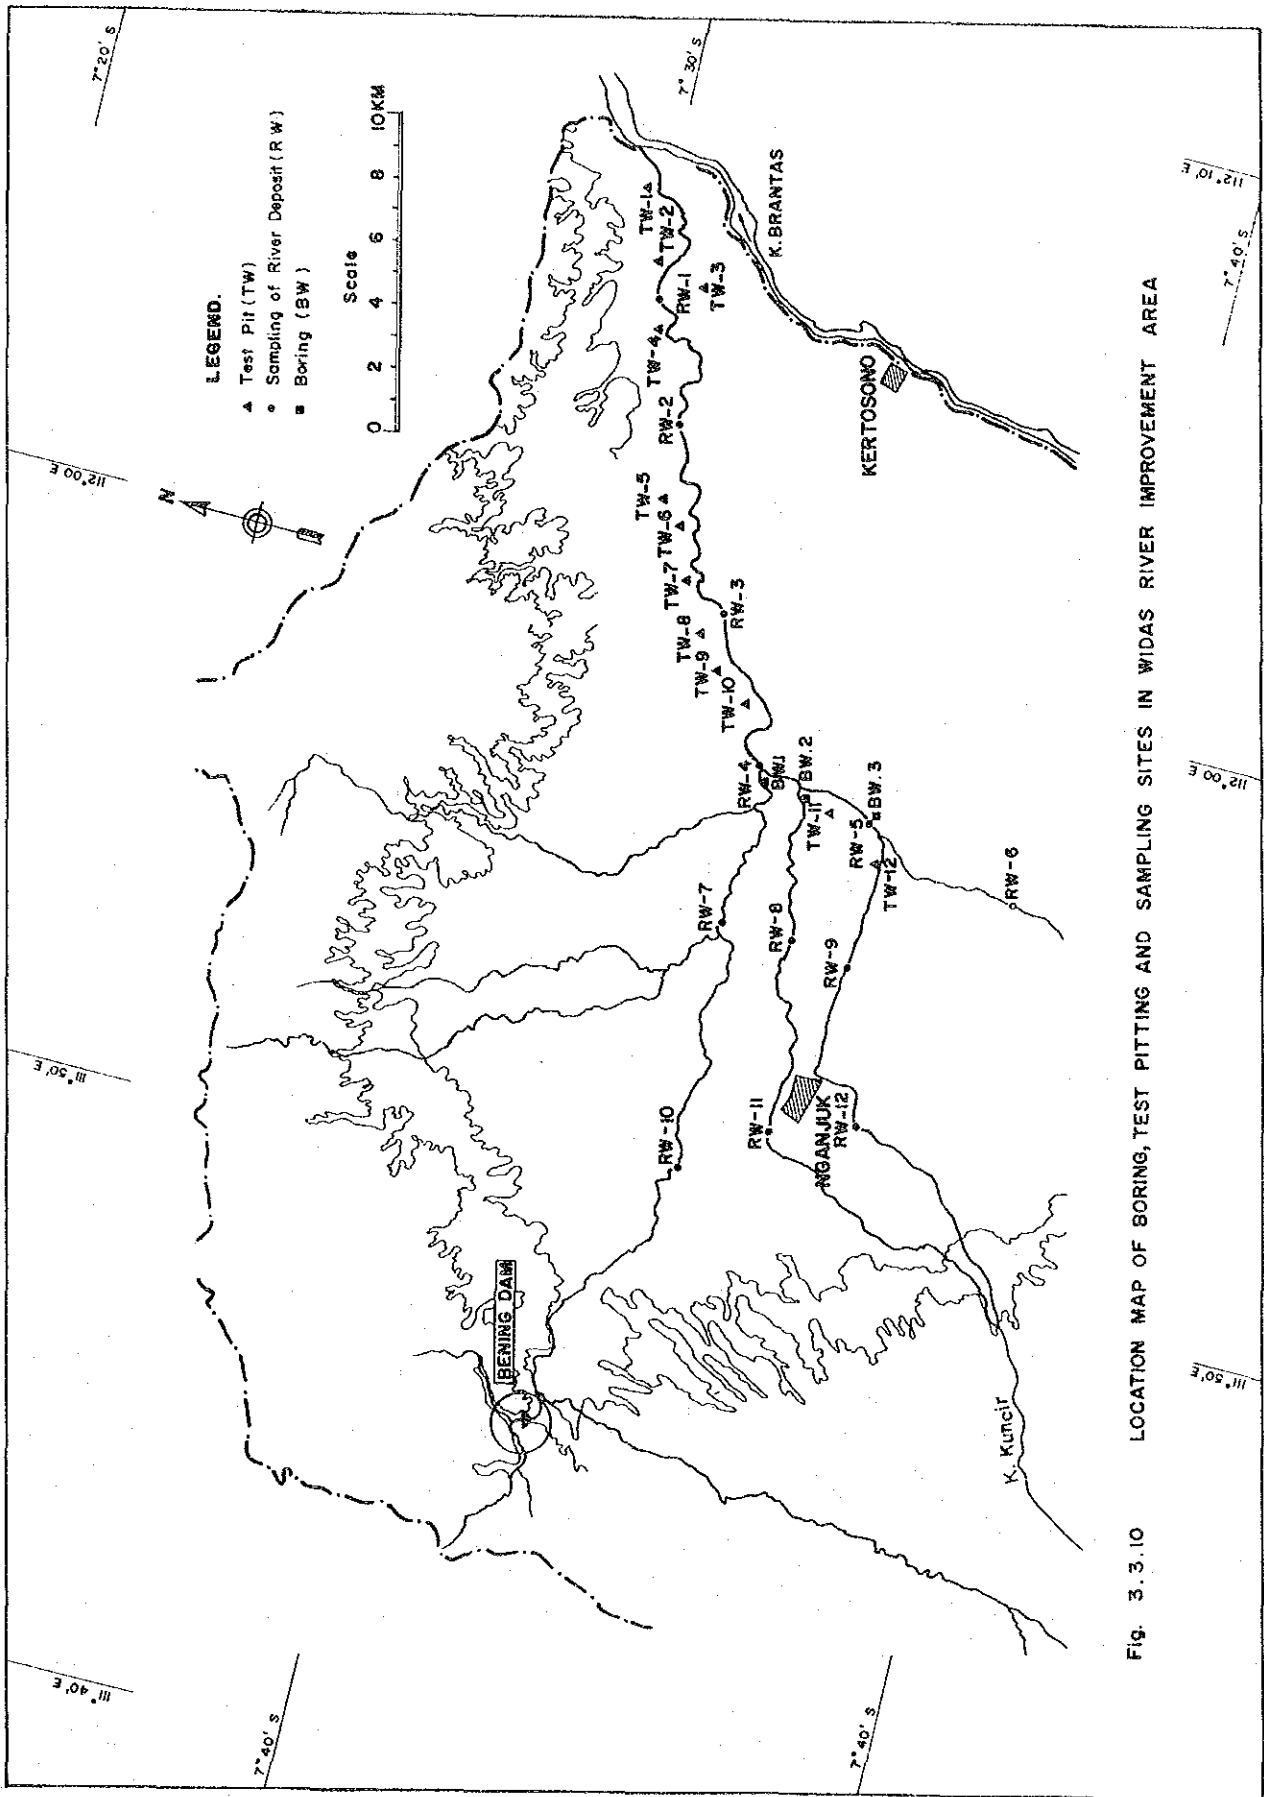 7° 20' S
7° 30' S
7° 40' S
7° 40' S
7° 40' S
111° 40' E
111° 50' E
112° 00' E
111° 50' E
112° 00' E
112° 10' E
N
LEGEND.
Test Pit (TW)
Sampling of River Deposit (RW)
Boring (BW)
Scale
0 2 4 6 8 10KM
BENING DAM
TW-1
TW-2
RW-1
TW-3
TW-4
RW-2
TW-5
TW-6
TW-7
RW-3
TW-8
TW-9
TW-10
RW-4
BW.1
BW.2
TW-11
BW.3
RW-5
TW-12
RW-6
RW-7
RW-8
RW-9
RW-10
RW-11
NGANJUK
RW-12
K. Kuncir
KERTOSONO
K. BRANTAS
Fig. 3.3.10 LOCATION MAP OF BORING, TEST PITTING AND SAMPLING SITES IN WIDAS RIVER IMPROVEMENT AREA